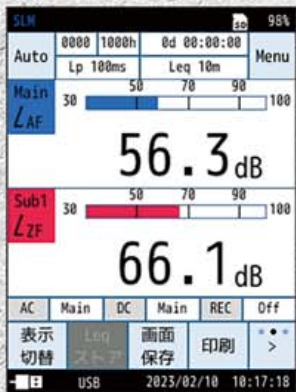 SLM SD 98%
Auto 0000 1000h 0d 00:00:00 Menu
Lp 100ms Leq 10m
Main
LAF
30 50 70 90 100
56.3dB
Sub1
LZF
30 50 70 90 100
66.1dB
AC Main DC Main REC Off
表示 Leq 画面 印刷 >
切替 ストア 保存
USB 2023/02/10 10:17:18